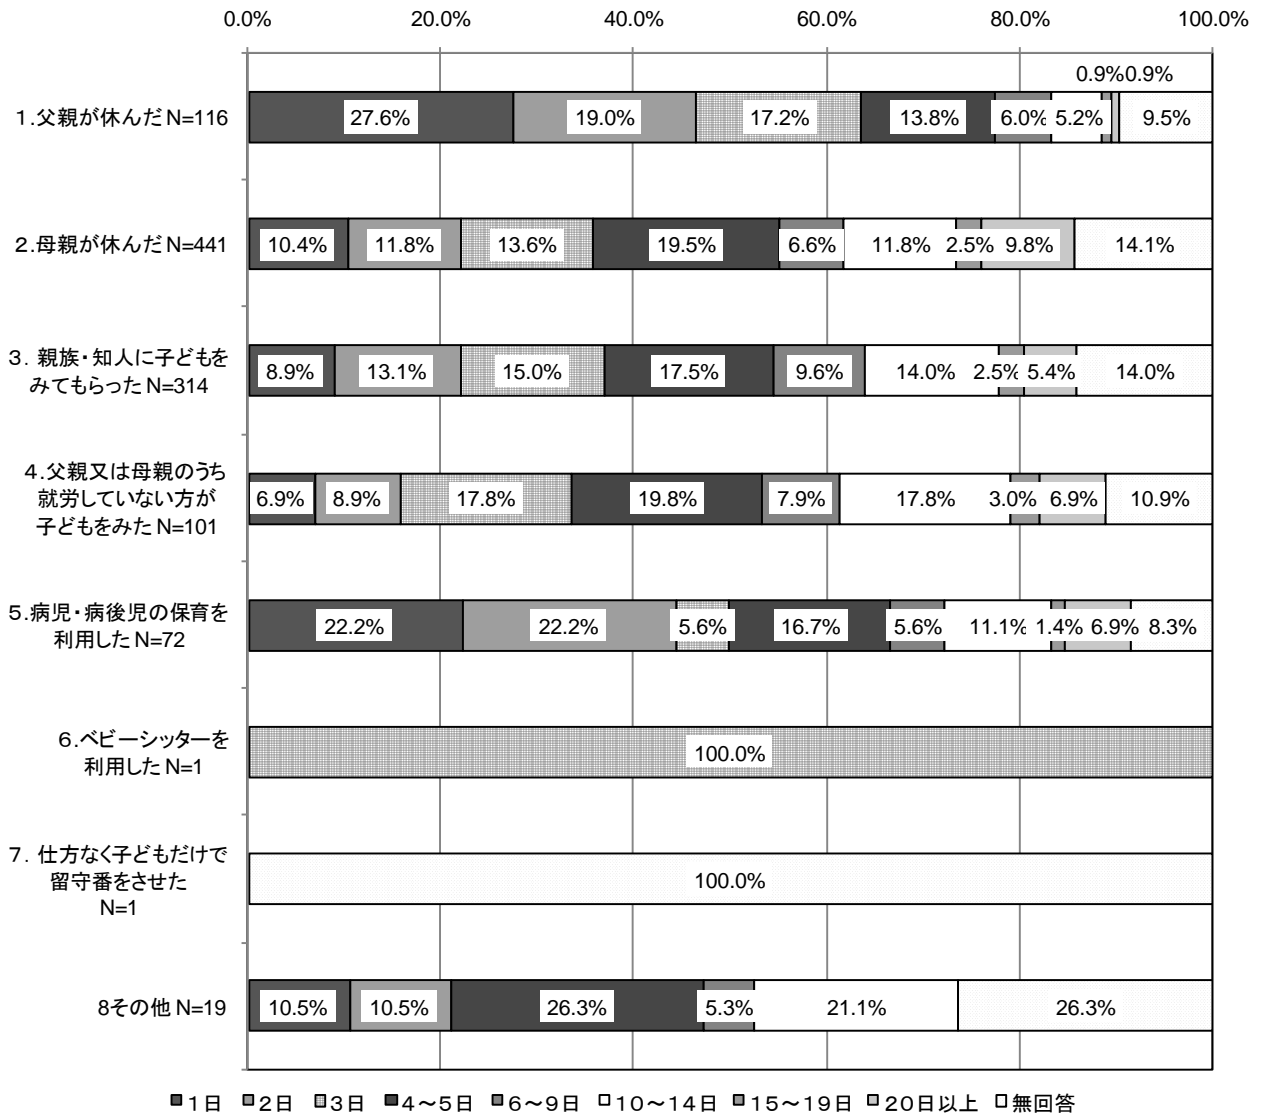 0.0% 20.0% 40.0% 60.0% 80.0% 100.0%
0.9% 0.9%
1.父親が休んだ N=116 27.6% 19.0% 17.2% 13.8% 6.0% 5.2% 9.5%
2.母親が休んだ N=441 10.4% 11.8% 13.6% 19.5% 6.6% 11.8% 2.5% 9.8% 14.1%
3．親族・知人に子どもを
みてもらった N=314 8.9% 13.1% 15.0% 17.5% 9.6% 14.0% 2.5% 5.4% 14.0%
4.父親又は母親のうち
就労していない方が
子どもをみた N=101 6.9% 8.9% 17.8% 19.8% 7.9% 17.8% 3.0% 6.9% 10.9%
5.病児・病後児の保育を
利用した N=72 22.2% 22.2% 5.6% 16.7% 5.6% 11.1% 1.4% 6.9% 8.3%
6.ベビーシッターを
利用した N=1 100.0%
7．仕方なく子どもだけで
留守番をさせた
N=1 100.0%
8その他 N=19 10.5% 10.5% 26.3% 5.3% 21.1% 26.3%
1日 2日 3日 4～5日 6～9日 10～14日 15～19日 20日以上 無回答